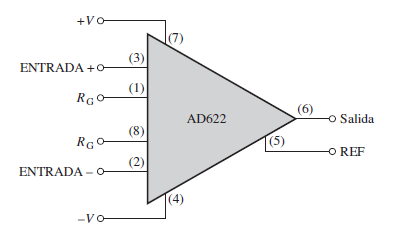 +V
(7)
(3)
ENTRADA +
(1)
RG
AD622
(6)
Salida
(8)
RG
(5)
REF
(2)
ENTRADA –
(4)
–V